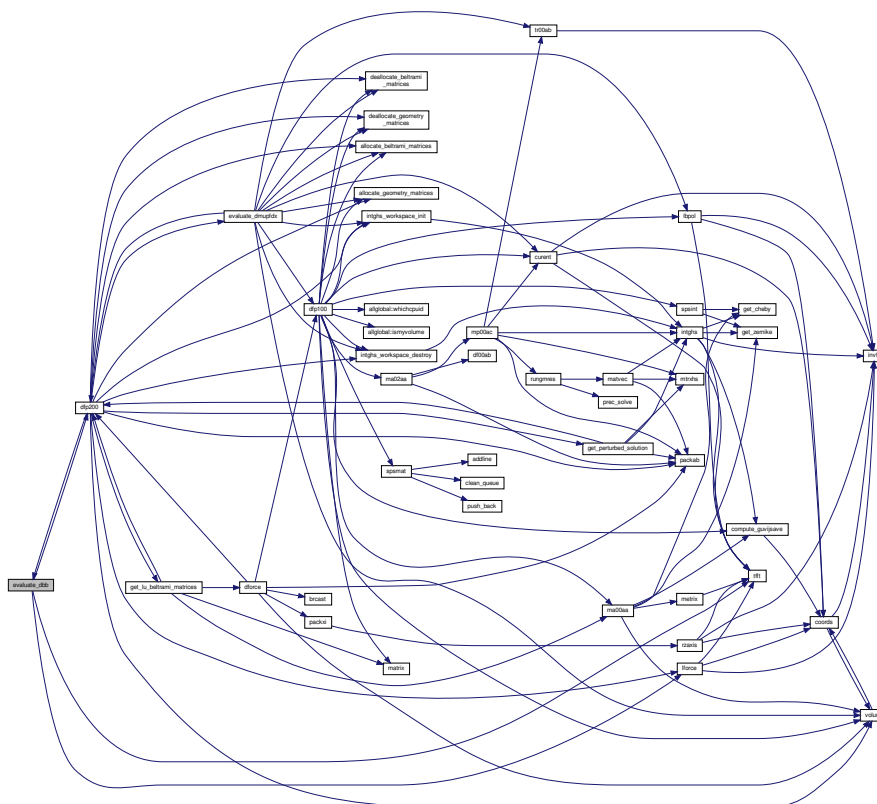 tr00ab
deallocate_beltrami
_matrices
deallocate_geometry
_matrices
allocate_beltrami_matrices
allocate_geometry_matrices
evaluate_dmupfdx
intghs_workspace_init
lbpol
curent
dfp100
allglobal::whichcpuid
spsint
get_cheby
allglobal::ismyvolume
mp00ac
intghs
get_zernike
intghs_workspace_destroy
df00ab
ma02aa
rungmres
matvec
mtrxhs
prec_solve
dfp200
get_perturbed_solution
addline
packab
spsmat
clean_queue
push_back
compute_guvijsave
evaluate_dbb
get_lu_beltrami_matrices
dforce
tfft
brcast
metrix
ma00aa
packxi
coords
rzaxis
matrix
lforce